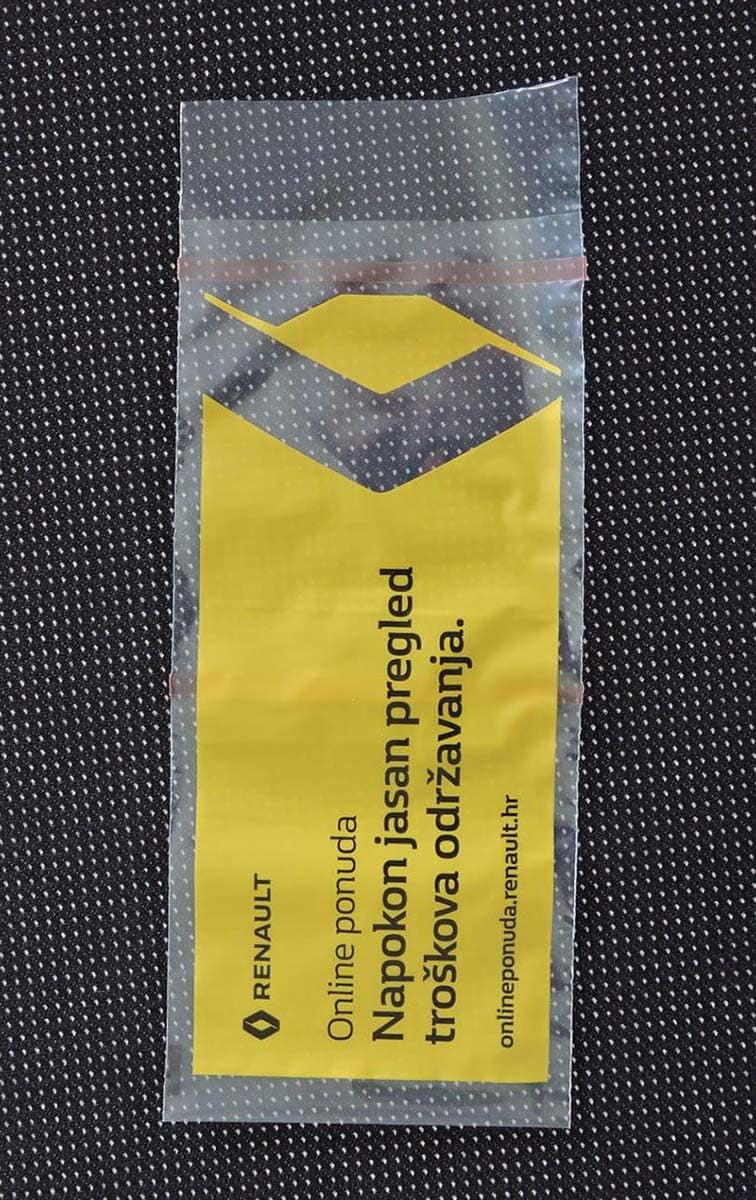 RENAULT
Online ponuda
Napokon jasan pregled
troškova održavanja.
onlineponuda.renault.hr